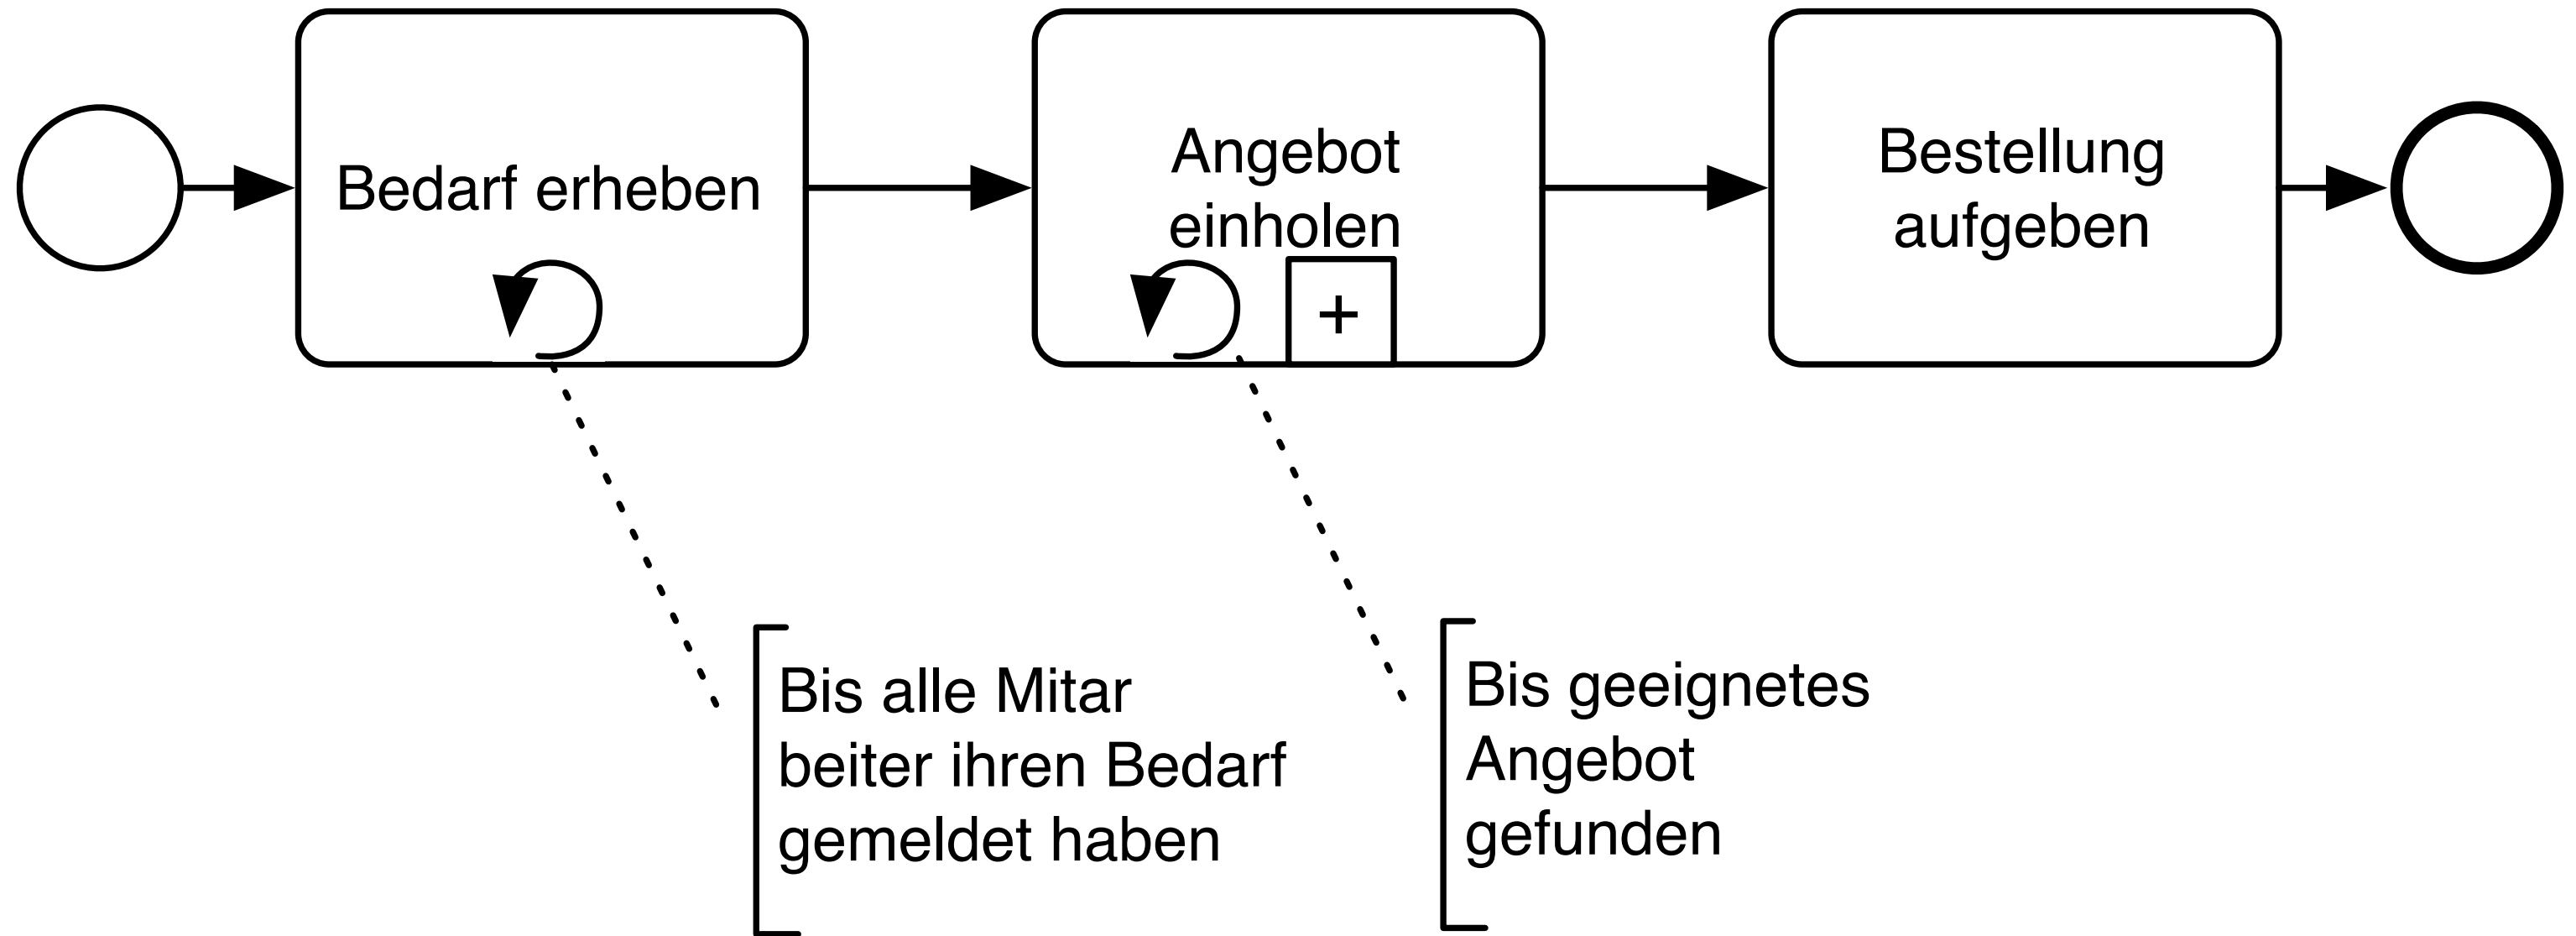 Bedarf erheben
Angebot
einholen
+
Bestellung
aufgeben
Bis alle Mitar
beiter ihren Bedarf
gemeldet haben
Bis geeignetes
Angebot
gefunden